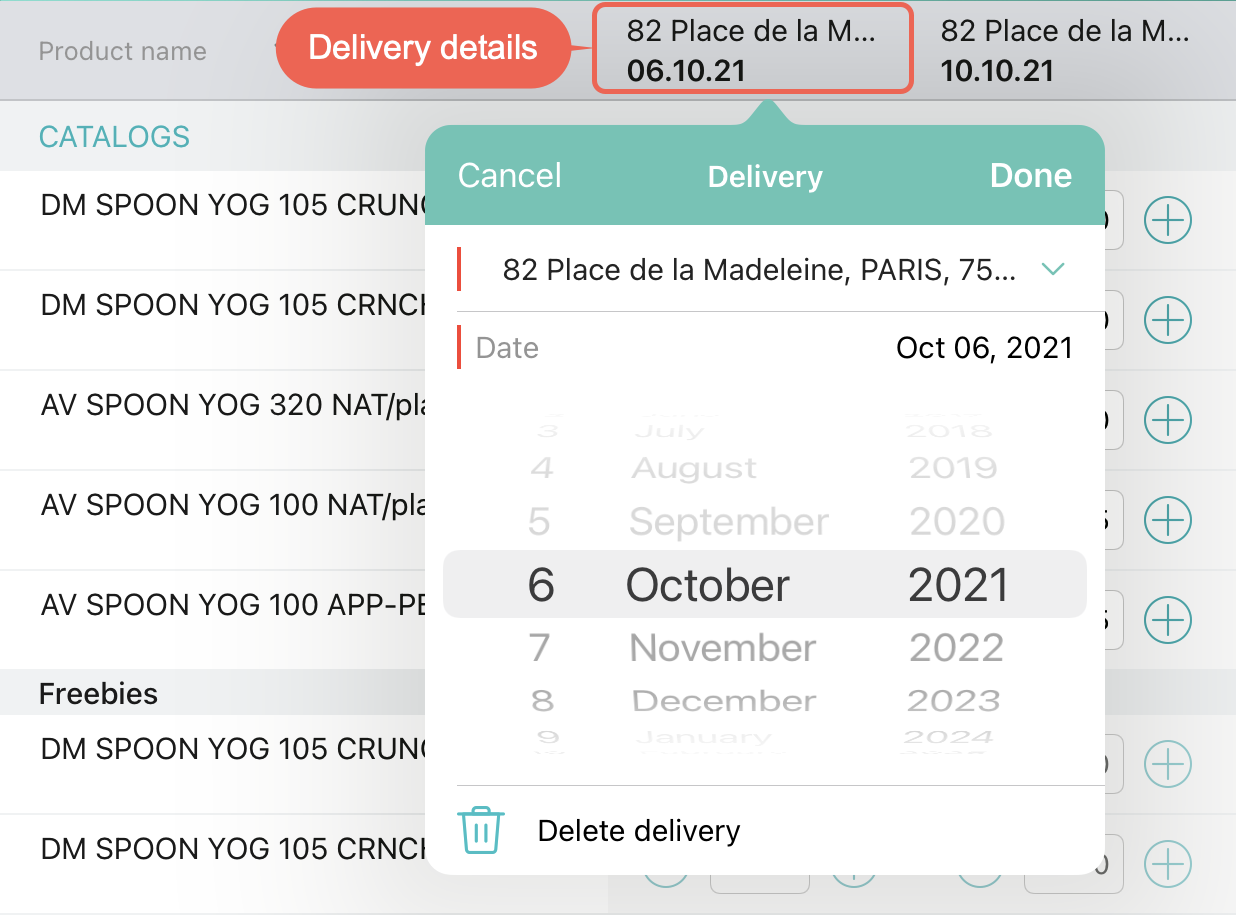 Product name
Delivery details
82 Place de la M...
06.10.21
82 Place de la M...
10.10.21
CATALOGS
Cancel
Delivery
Done
DM SPOON YOG 105
82 Place de la Madeleine, PARIS, 75...
DM SPOON YOG 105
Date
Oct 06, 2021
AV SPOON YOG 320 NAT/pla
3 July 2018
4 August 2019
5 September 2020
AV SPOON YOG 100 NAT/pla
6 October 2021
AV SPOON YOG 100 APP-PE
7 November 2022
8 December 2023
Freebies
9 January 2024
DM SPOON YOG 105
Delete delivery
DM SPOON YOG 105
0